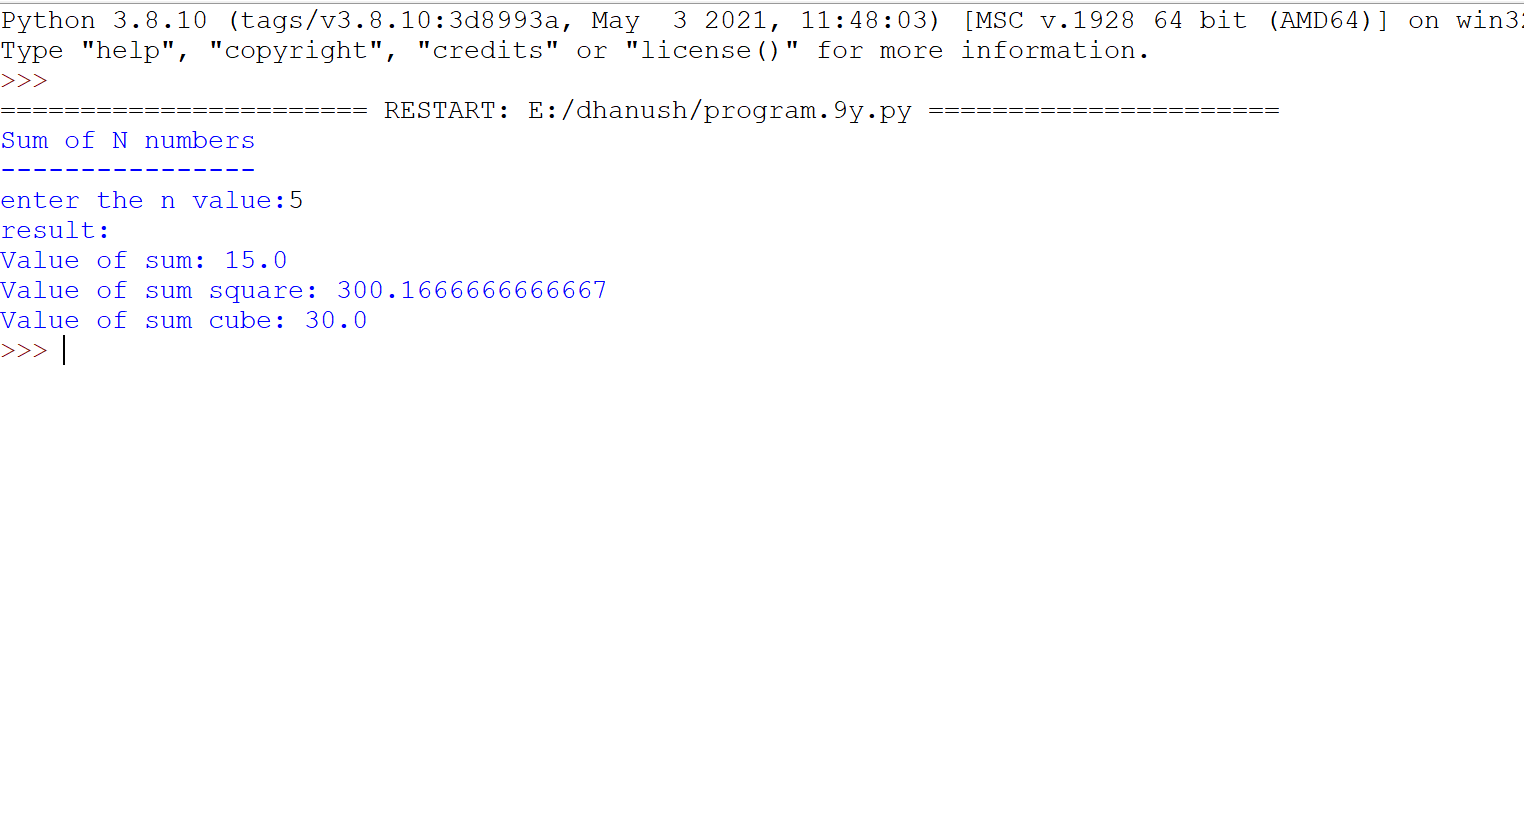 Python 3.8.10 (tags/v3.8.10:3d8993a, May  3 2021, 11:48:03) [MSC v.1928 64 bit (AMD64)] on win32
Type "help", "copyright", "credits" or "license()" for more information.
>>>
======================= RESTART: E:/dhanush/program.9y.py ======================
Sum of N numbers
----------------
enter the n value:5
result:
Value of sum: 15.0
Value of sum square: 300.1666666666667
Value of sum cube: 30.0
>>>